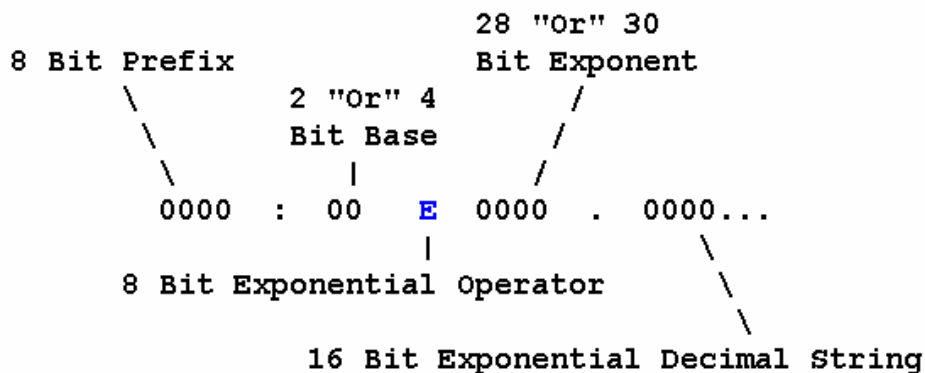 28 "Or" 30
8 Bit Prefix Bit Exponent
2 "Or" 4
Bit Base
0000 : 00 E 0000 . 0000...
8 Bit Exponential Operator
16 Bit Exponential Decimal String